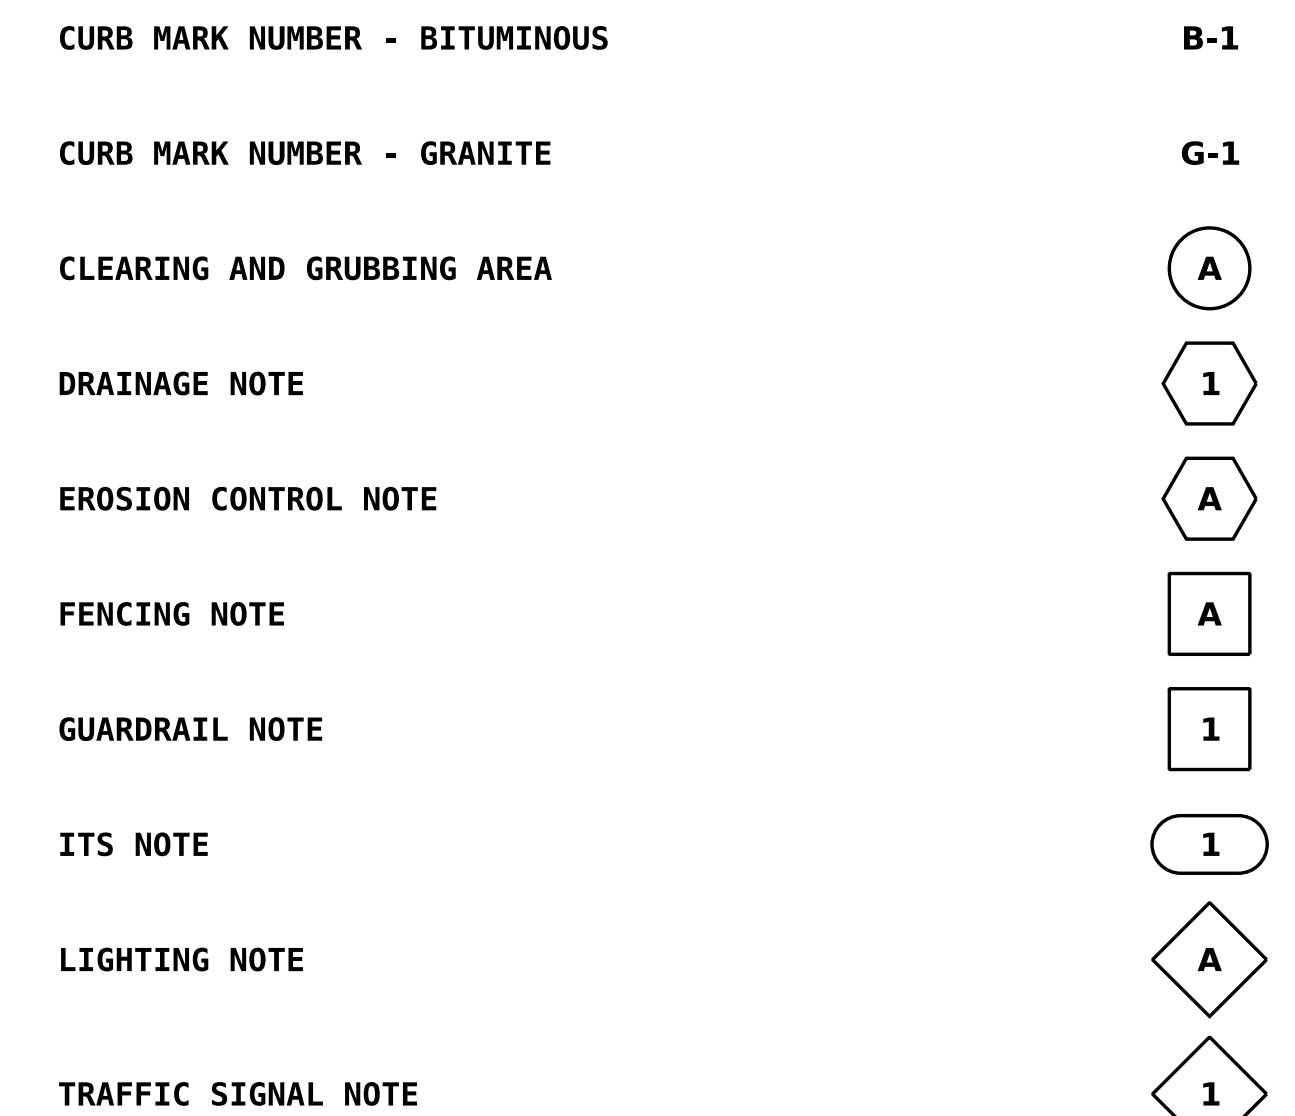 CURB MARK NUMBER - BITUMINOUS B-1
CURB MARK NUMBER - GRANITE G-1
CLEARING AND GRUBBING AREA A
DRAINAGE NOTE 1
EROSION CONTROL NOTE A
FENCING NOTE A
GUARDRAIL NOTE 1
ITS NOTE 1
LIGHTING NOTE A
TRAFFIC SIGNAL NOTE 1